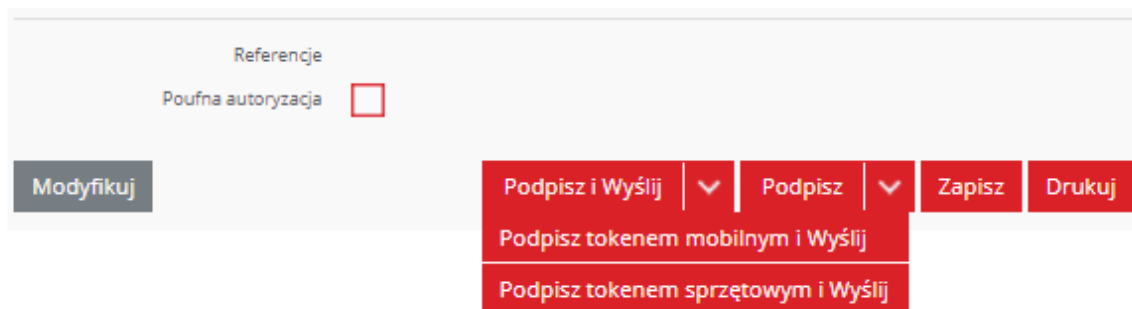 Referencje
Poufna autoryzacja
Modyfikuj Podpisz i Wyślij Podpisz Zapisz Drukuj
Podpisz tokenem mobilnym i Wyślij
Podpisz tokenem sprzętowym i Wyślij